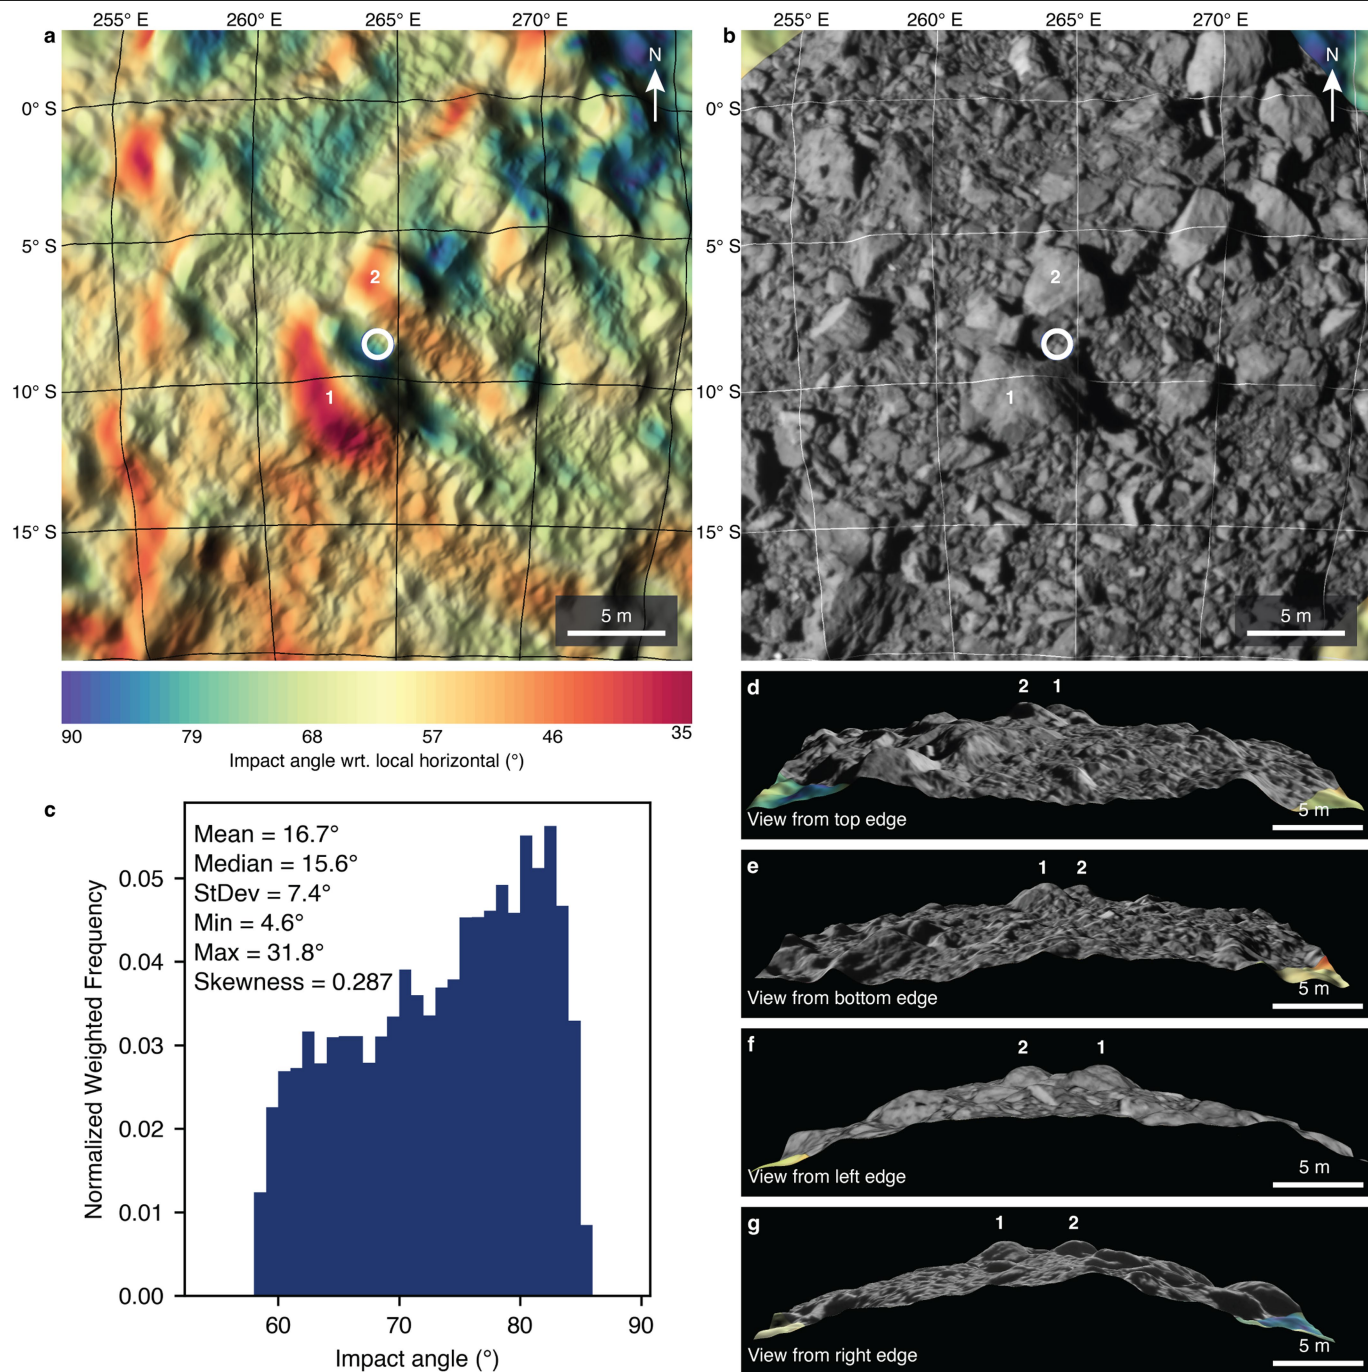 255° E 260° E 265° E 270° E
a
N
0° S
5° S
10° S
15° S
2
1
5 m
90 79 68 57 46 35
Impact angle wrt. local horizontal (°)
255° E 260° E 265° E 270° E
b
N
0° S
5° S
10° S
15° S
2
1
5 m
c
Mean = 16.7°
Median = 15.6°
StDev = 7.4°
Min = 4.6°
Max = 31.8°
Skewness = 0.287
Normalized Weighted Frequency
0.05
0.04
0.03
0.02
0.01
0.00
60 70 80 90
Impact angle (°)
d
2 1
View from top edge
5 m
e
1 2
View from bottom edge
5 m
f
2 1
View from left edge
5 m
g
1 2
View from right edge
5 m